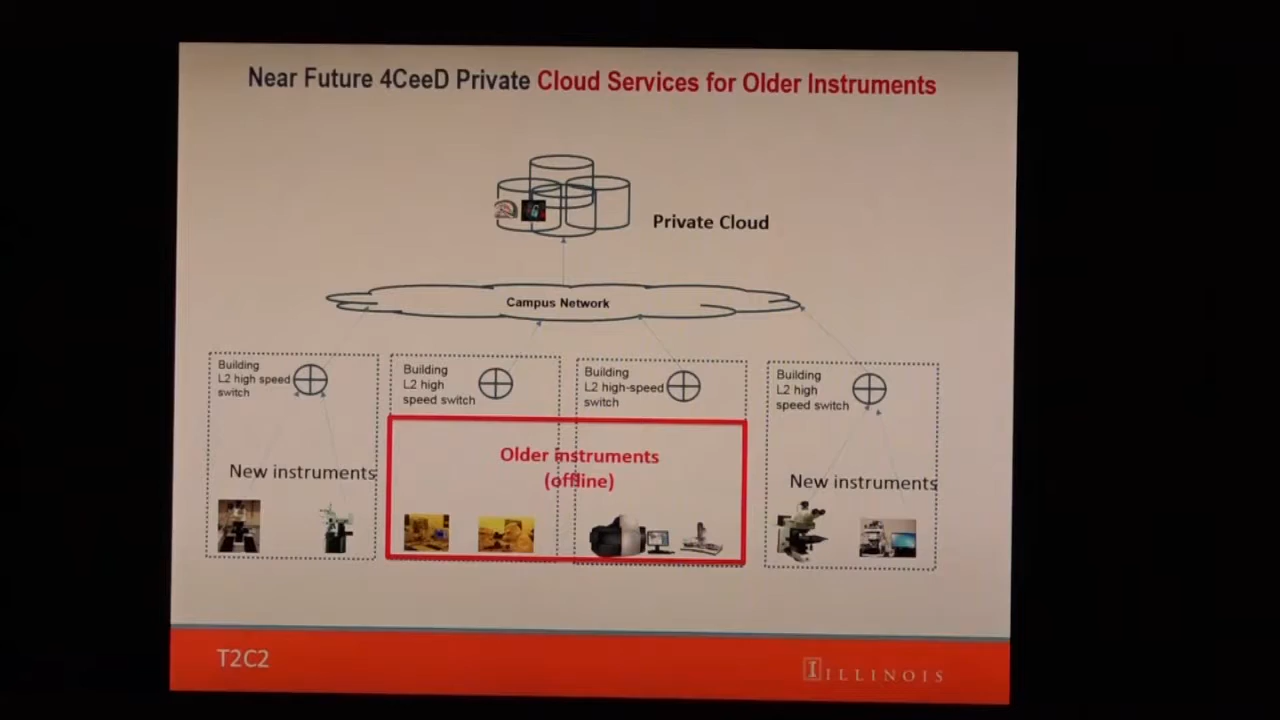 Near Future 4CeeD Private Cloud Services for Older Instruments
Private Cloud
Campus Network
Building
L2 high speed
switch
Building
L2 high
speed switch
Building
L2 high-speed
switch
Building
L2 high
speed switch
New instruments
Older instruments
(offline)
New instruments
T2C2
I ILLINOIS